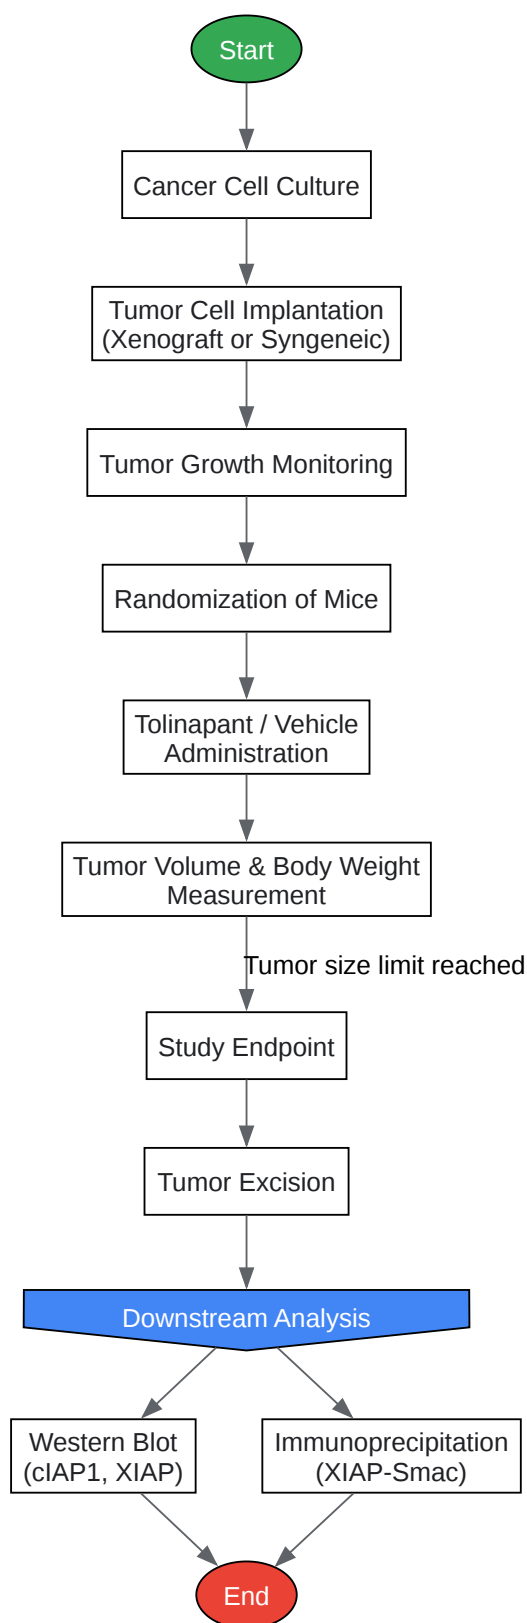 Start
Cancer Cell Culture
Tumor Cell Implantation
(Xenograft or Syngeneic)
Tumor Growth Monitoring
Randomization of Mice
Tolinapant / Vehicle
Administration
Tumor Volume & Body Weight
Measurement
Tumor size limit reached
Study Endpoint
Tumor Excision
Downstream Analysis
Western Blot
(cIAP1, XIAP)
Immunoprecipitation
(XIAP-Smac)
End